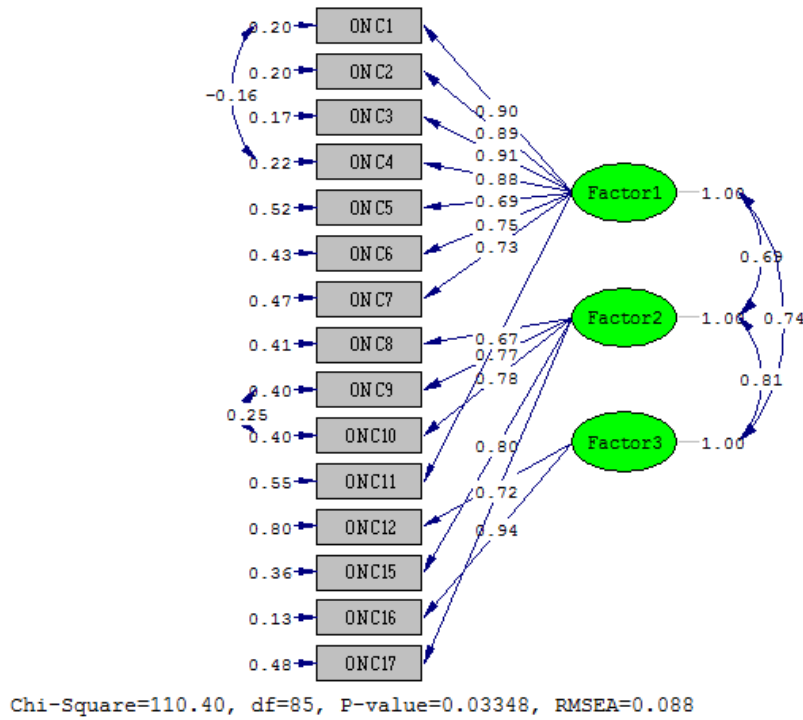 0.20 ONC1
0.20 ONC2
-0.16
0.17 ONC3
0.22 ONC4
0.52 ONC5
0.43 ONC6
0.47 ONC7
0.41 ONC8
0.40 ONC9
0.25
0.40 ONC10
0.55 ONC11
0.80 ONC12
0.36 ONC15
0.13 ONC16
0.48 ONC17
0.90
0.89
0.91
0.88
0.69
0.75
0.73
0.67
0.77
0.78
0.80
0.72
0.94
Factor1 1.00
Factor2 1.00
Factor3 1.00
0.69
0.74
0.81
Chi-Square=110.40, df=85, P-value=0.03348, RMSEA=0.088